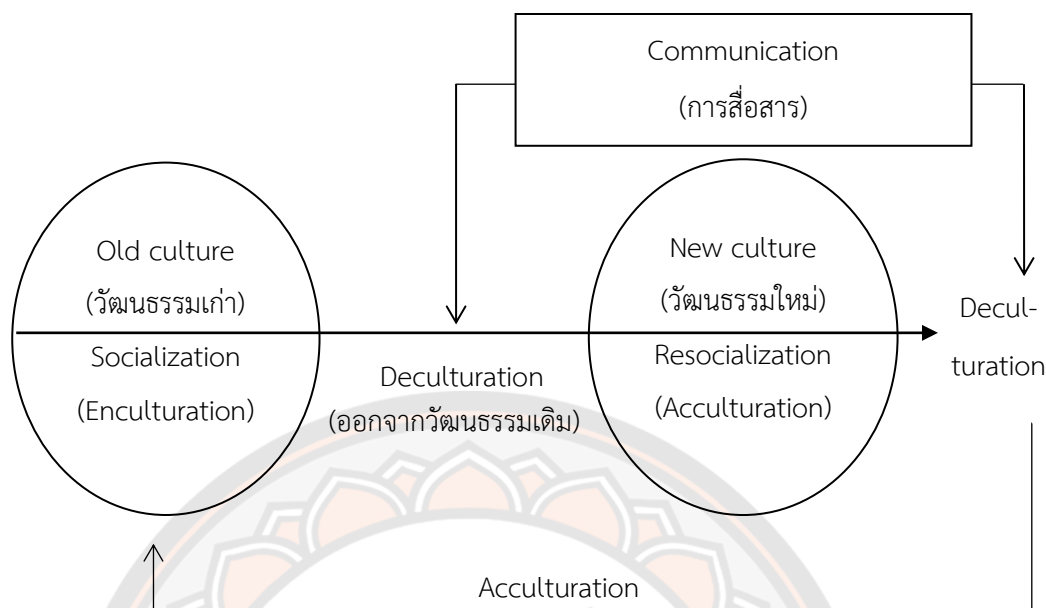 Communication
(การสื่อสาร)
Old culture
(วัฒนธรรมเก่า)
Socialization
(Enculturation)
New culture
(วัฒนธรรมใหม่)
Resocialization
(Acculturation)
Deculturation
(ออกจากวัฒนธรรมเดิม)
Decul-
turation
Acculturation